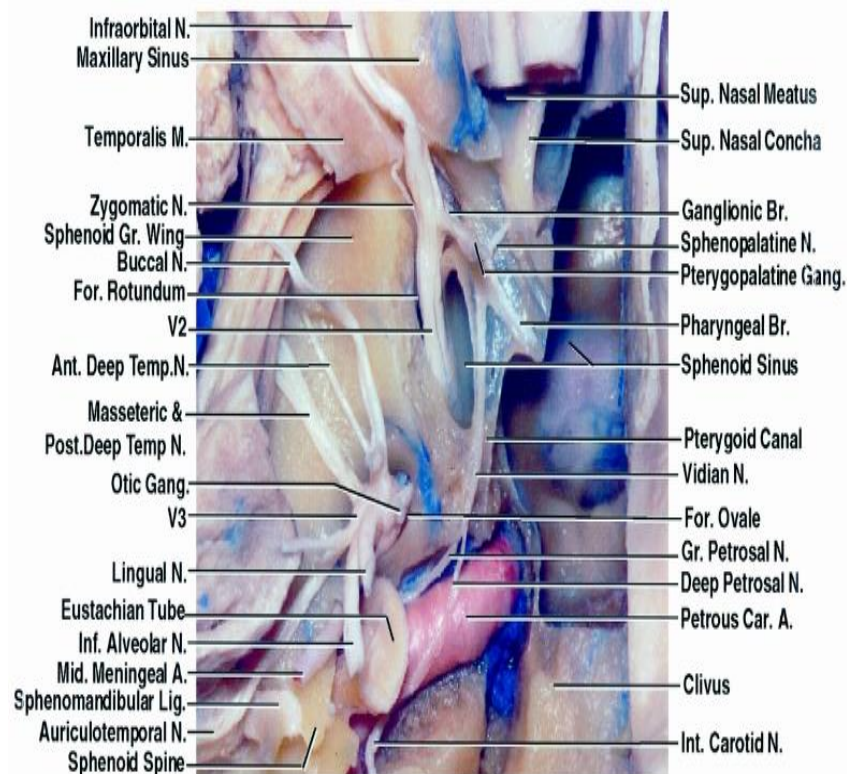 Infraorbital N.
Maxillary Sinus
Temporalis M.
Zygomatic N.
Sphenoid Gr. Wing
Buccal N.
For. Rotundum
V2
Ant. Deep Temp.N.
Masseteric &
Post.Deep Temp N.
Otic Gang.
V3
Lingual N.
Eustachian Tube
Inf. Alveolar N.
Mid. Meningeal A.
Sphenomandibular Lig.
Auriculotemporal N.
Sphenoid Spine
Sup. Nasal Meatus
Sup. Nasal Concha
Ganglionic Br.
Sphenopalatine N.
Pterygopalatine Gang.
Pharyngeal Br.
Sphenoid Sinus
Pterygoid Canal
Vidian N.
For. Ovale
Gr. Petrosal N.
Deep Petrosal N.
Petrous Car. A.
Clivus
Int. Carotid N.